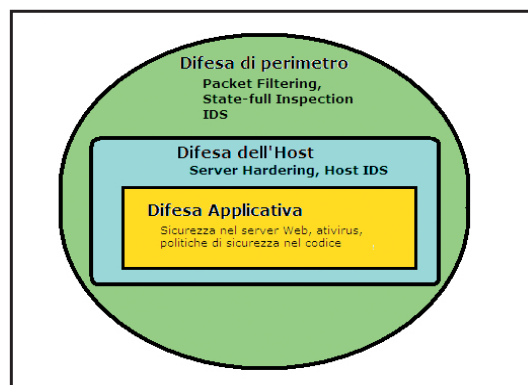 Difesa di perimetro
Packet Filtering,
State-full Inspection
IDS
Difesa dell'Host
Server Hardering, Host IDS
Difesa Applicativa
Sicurezza nel server Web, ativirus,
politiche di sicurezza nel codice